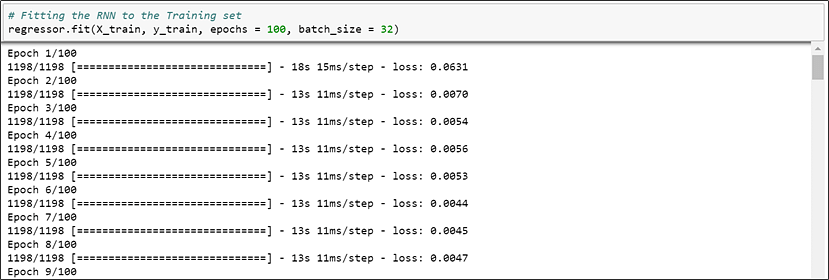 # Fitting the RNN to the Training set
regressor.fit(X_train, y_train, epochs = 100, batch_size = 32)
Epoch 1/100
1198/1198 [==============================] - 18s 15ms/step - loss: 0.0631
Epoch 2/100
1198/1198 [==============================] - 13s 11ms/step - loss: 0.0070
Epoch 3/100
1198/1198 [==============================] - 13s 11ms/step - loss: 0.0054
Epoch 4/100
1198/1198 [==============================] - 13s 11ms/step - loss: 0.0056
Epoch 5/100
1198/1198 [==============================] - 13s 11ms/step - loss: 0.0053
Epoch 6/100
1198/1198 [==============================] - 13s 11ms/step - loss: 0.0044
Epoch 7/100
1198/1198 [==============================] - 13s 11ms/step - loss: 0.0045
Epoch 8/100
1198/1198 [==============================] - 13s 11ms/step - loss: 0.0047
Epoch 9/100